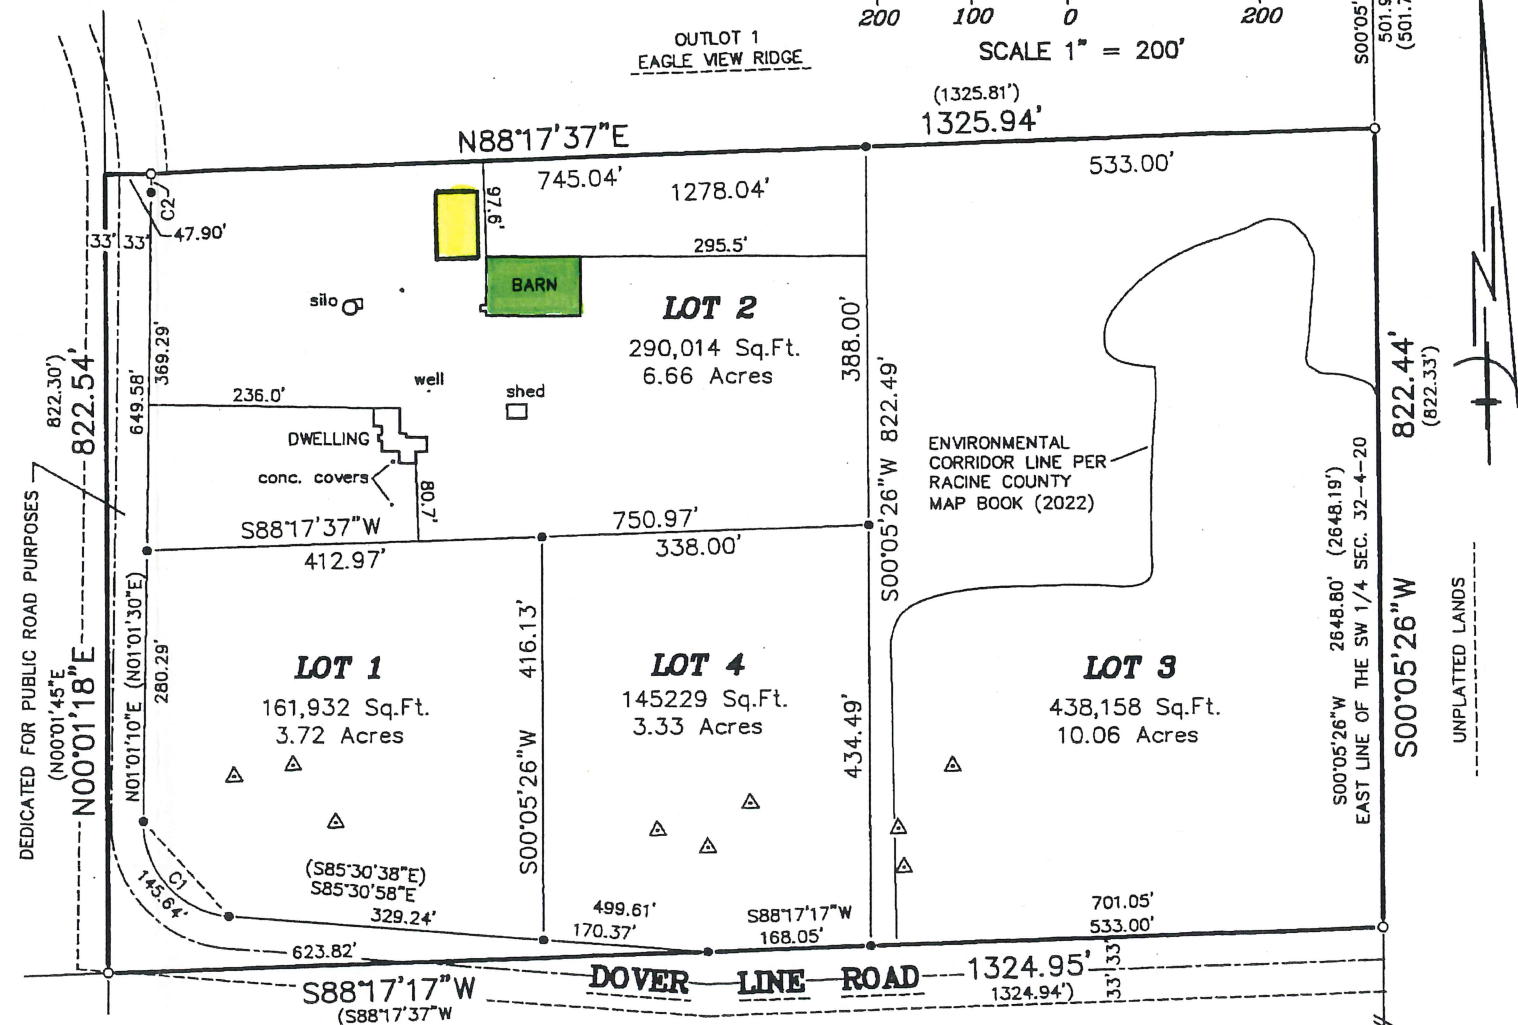 200 100 0 200
SCALE 1" = 200'
OUTLOT 1
EAGLE VIEW RIDGE
S00°05'
501.9
(501.7
(1325.81')
1325.94'
N88°17'37"E
745.04'
1278.04'
533.00'
C2
47.90'
33' 33'
97.6'
295.5'
BARN
silo
LOT 2
290,014 Sq.Ft.
6.66 Acres
388.00'
369.29'
649.58'
822.30')
822.54'
236.0'
well
shed
DWELLING
conc. covers
80.7'
S88°17'37"W
412.97'
750.97'
338.00'
S00°05'26"W 822.49'
ENVIRONMENTAL
CORRIDOR LINE PER
RACINE COUNTY
MAP BOOK (2022)
822.44'
(822.33')
S00°05'26"W 2648.80' (2648.19')
EAST LINE OF THE SW 1/4 SEC. 32-4-20
S00°05'26"W
UNPLATTED LANDS
DEDICATED FOR PUBLIC ROAD PURPOSES
(N00°01'45"E
N00°01'18"E
N01°01'10"E (N01°01'30"E)
280.29'
LOT 1
161,932 Sq.Ft.
3.72 Acres
416.13'
S00°05'26"W
LOT 4
145229 Sq.Ft.
3.33 Acres
434.49'
LOT 3
438,158 Sq.Ft.
10.06 Acres
C1
145.64'
(S85°30'38"E)
S85°30'58"E
329.24'
499.61'
170.37'
S88°17'17"W
168.05'
701.05'
533.00'
623.82'
DOVER LINE ROAD
1324.95'
1324.94')
33' 33'
S88°17'17"W
(S88°17'37"W